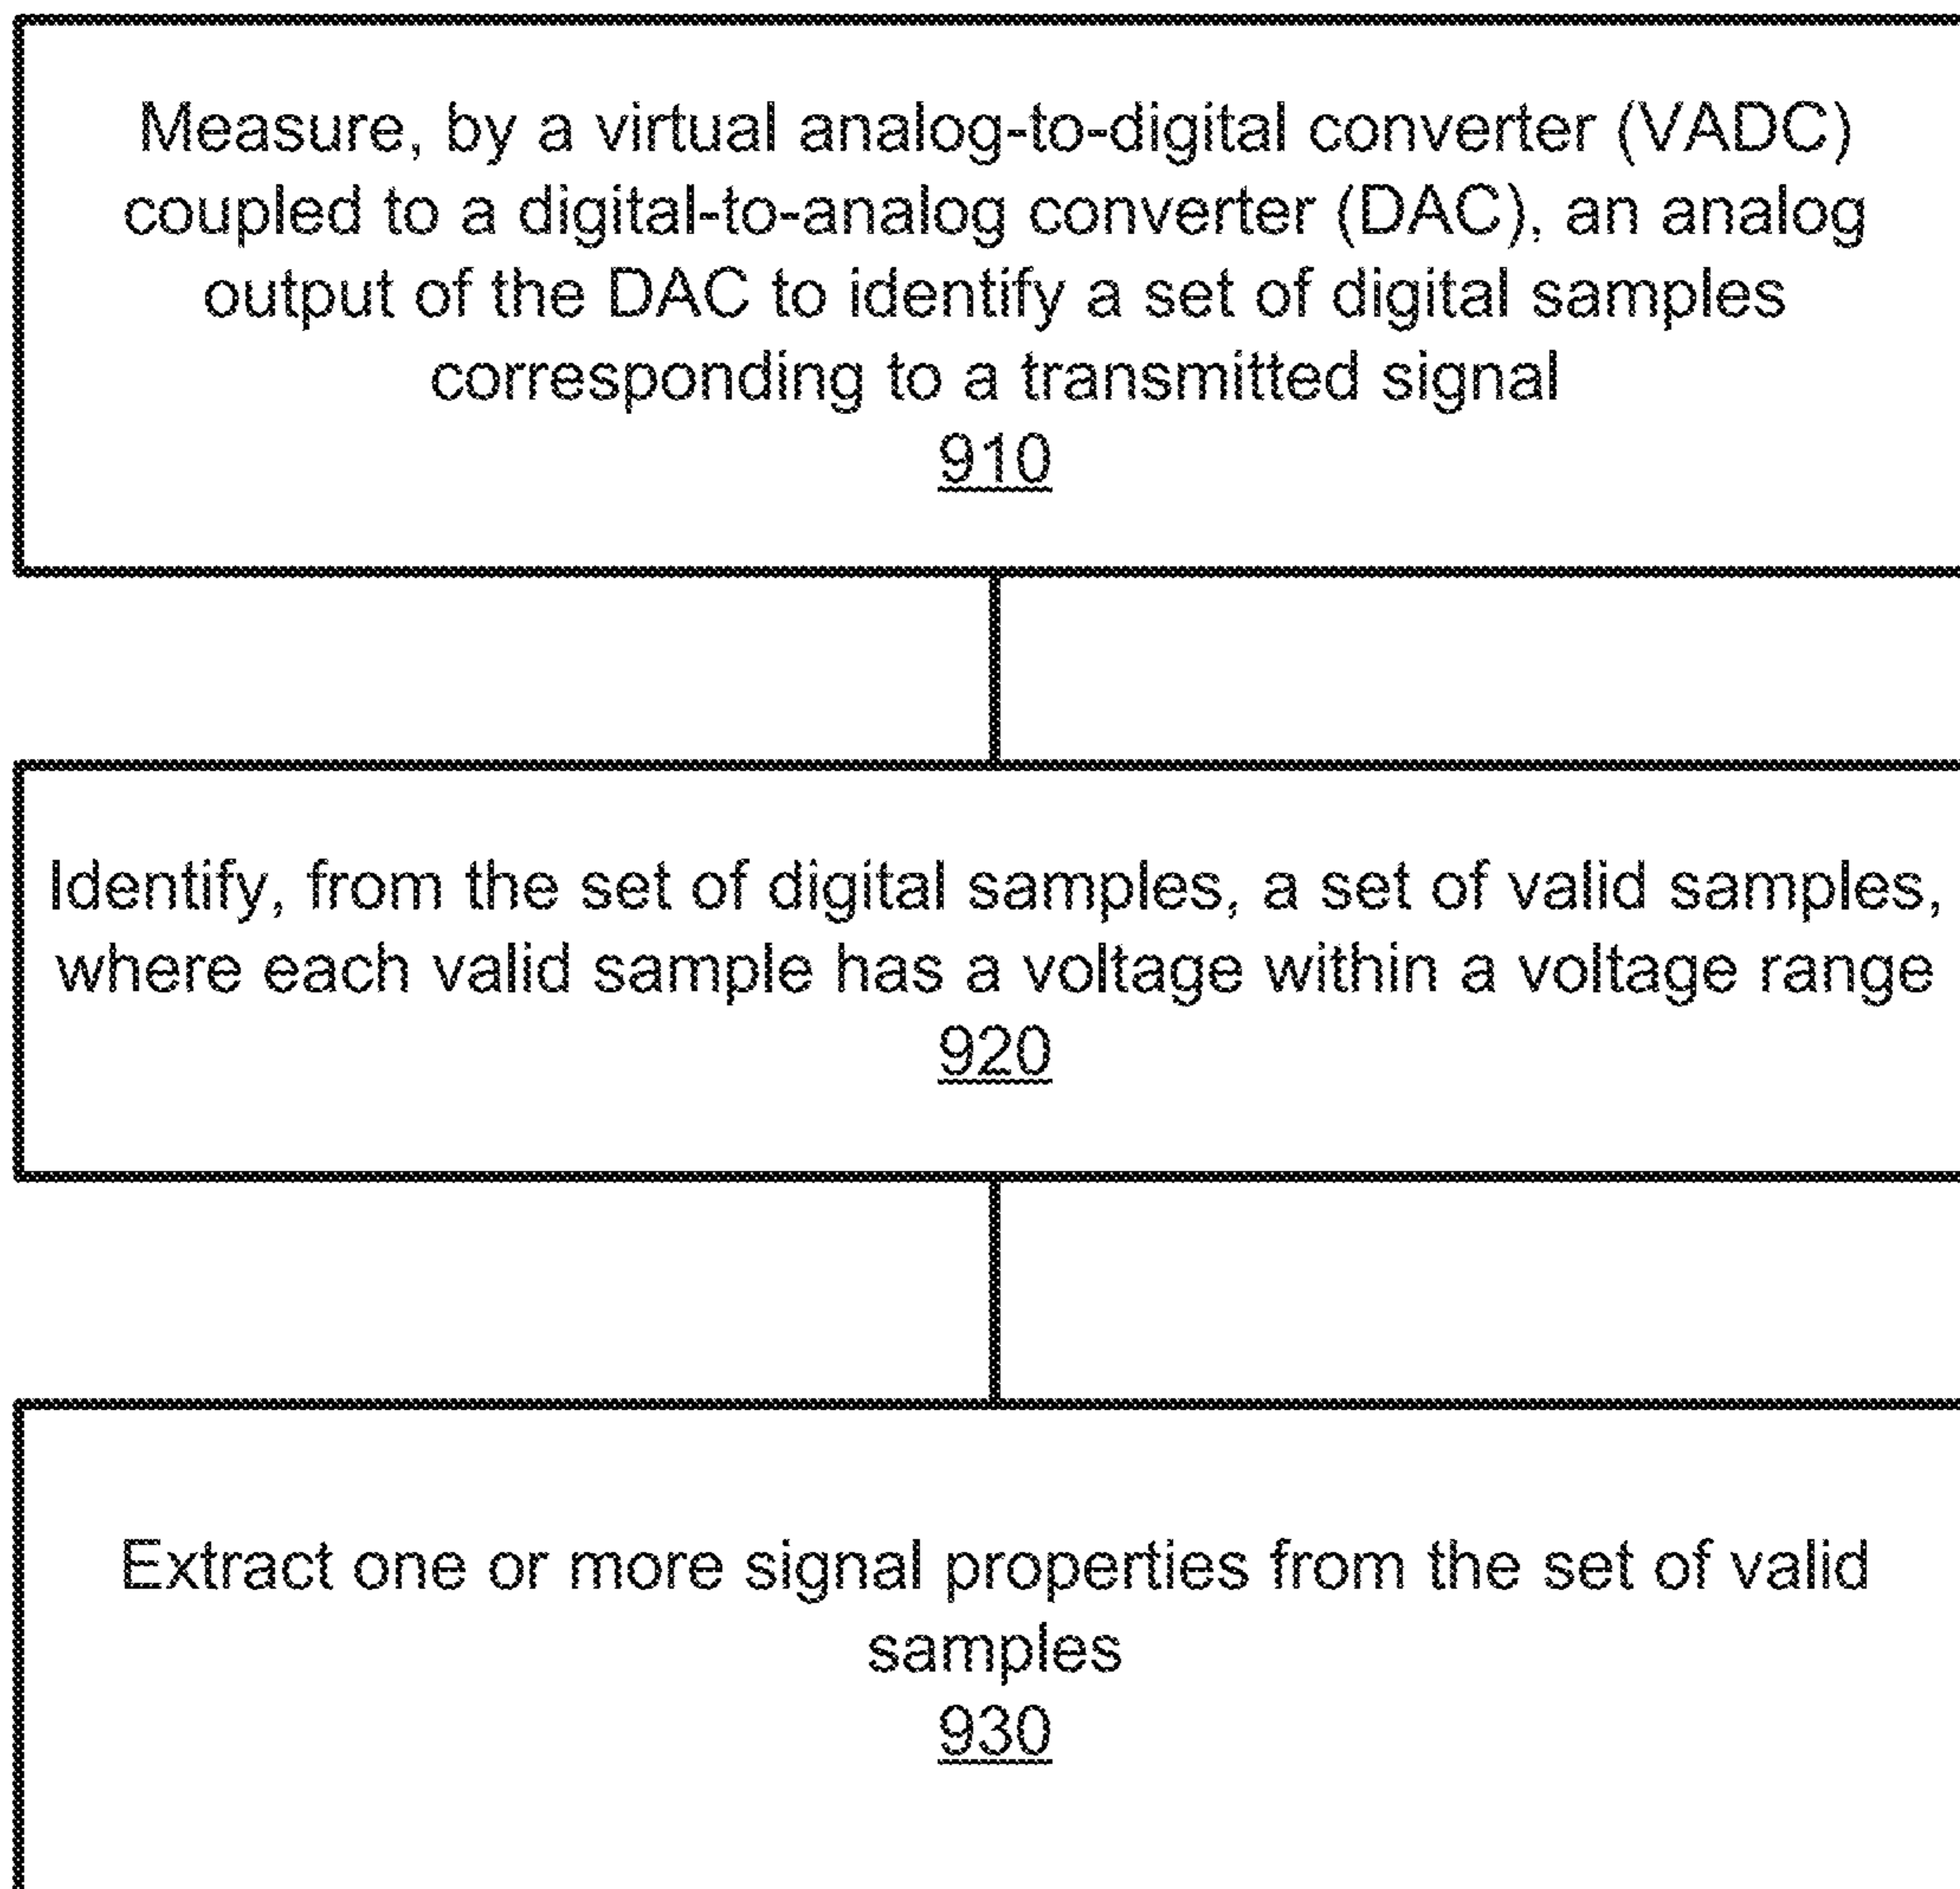 Measure, by a virtual analog-to-digital converter (VADC)
coupled to a digital-to-analog converter (DAC), an analog
output of the DAC to identify a set of digital samples
corresponding to a transmitted signal
910
Identify, from the set of digital samples, a set of valid samples,
where each valid sample has a voltage within a voltage range
920
Extract one or more signal properties from the set of valid
samples
930